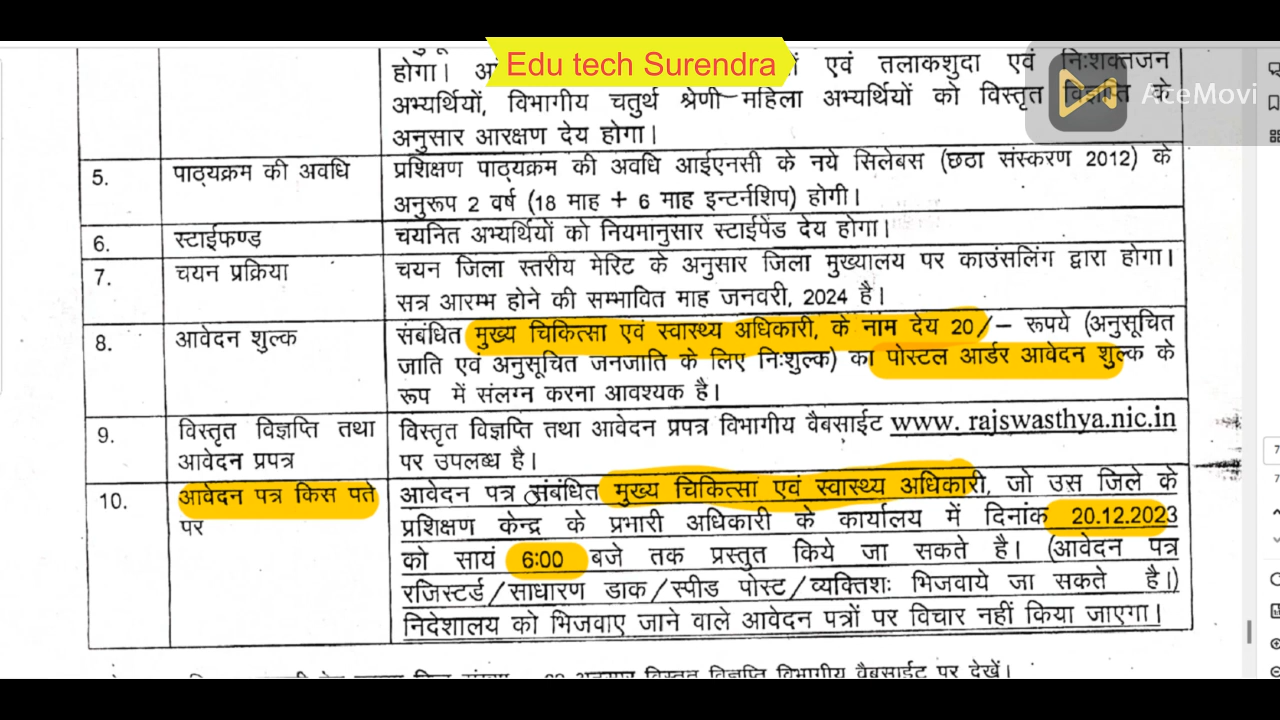 Edu tech Surendra
AceMovi
होगा। एवं तलाकशुदा एवं निःशक्तजन
अभ्यर्थियों, विभागीय चतुर्थ श्रेणी महिला अभ्यर्थियों को विस्तृत विज्ञप्ति के
अनुसार आरक्षण देय होगा।
5. पाठ्यक्रम की अवधि प्रशिक्षण पाठ्यक्रम की अवधि आईएनसी के नये सिलेबस (छठा संस्करण 2012) के
अनुरूप 2 वर्ष (18 माह + 6 माह इन्टर्नशिप) होगी।
6. स्टाईफण्ड चयनित अभ्यर्थियों को नियमानुसार स्टाईपेंड देय होगा।
7. चयन प्रक्रिया चयन जिला स्तरीय मेरिट के अनुसार जिला मुख्यालय पर काउंसलिंग द्वारा होगा।
सत्र आरम्भ होने की सम्भावित माह जनवरी, 2024 है।
8. आवेदन शुल्क संबंधित मुख्य चिकित्सा एवं स्वास्थ्य अधिकारी, के नाम देय 20/– रूपये (अनुसूचित
जाति एवं अनुसूचित जनजाति के लिए निःशुल्क) का पोस्टल आर्डर आवेदन शुल्क के
रूप में संलग्न करना आवश्यक है।
9. विस्तृत विज्ञप्ति तथा विस्तृत विज्ञप्ति तथा आवेदन प्रपत्र विभागीय वैबसाईट www. rajswasthya.nic.in
आवेदन प्रपत्र पर उपलब्ध है।
10. आवेदन पत्र किस पते आवेदन पत्र संबंधित मुख्य चिकित्सा एवं स्वास्थ्य अधिकारी, जो उस जिले के
पर प्रशिक्षण केन्द्र के प्रभारी अधिकारी के कार्यालय में दिनांक 20.12.2023
को सायं 6:00 बजे तक प्रस्तुत किये जा सकते है। (आवेदन पत्र
रजिस्टर्ड/साधारण डाक/स्पीड पोस्ट/व्यक्तिशः भिजवाये जा सकते है।)
निदेशालय को भिजवाए जाने वाले आवेदन पत्रों पर विचार नहीं किया जाएगा।
अनुसार विस्तृत विज्ञप्ति विभागीय वैबसाईट पर देखें।